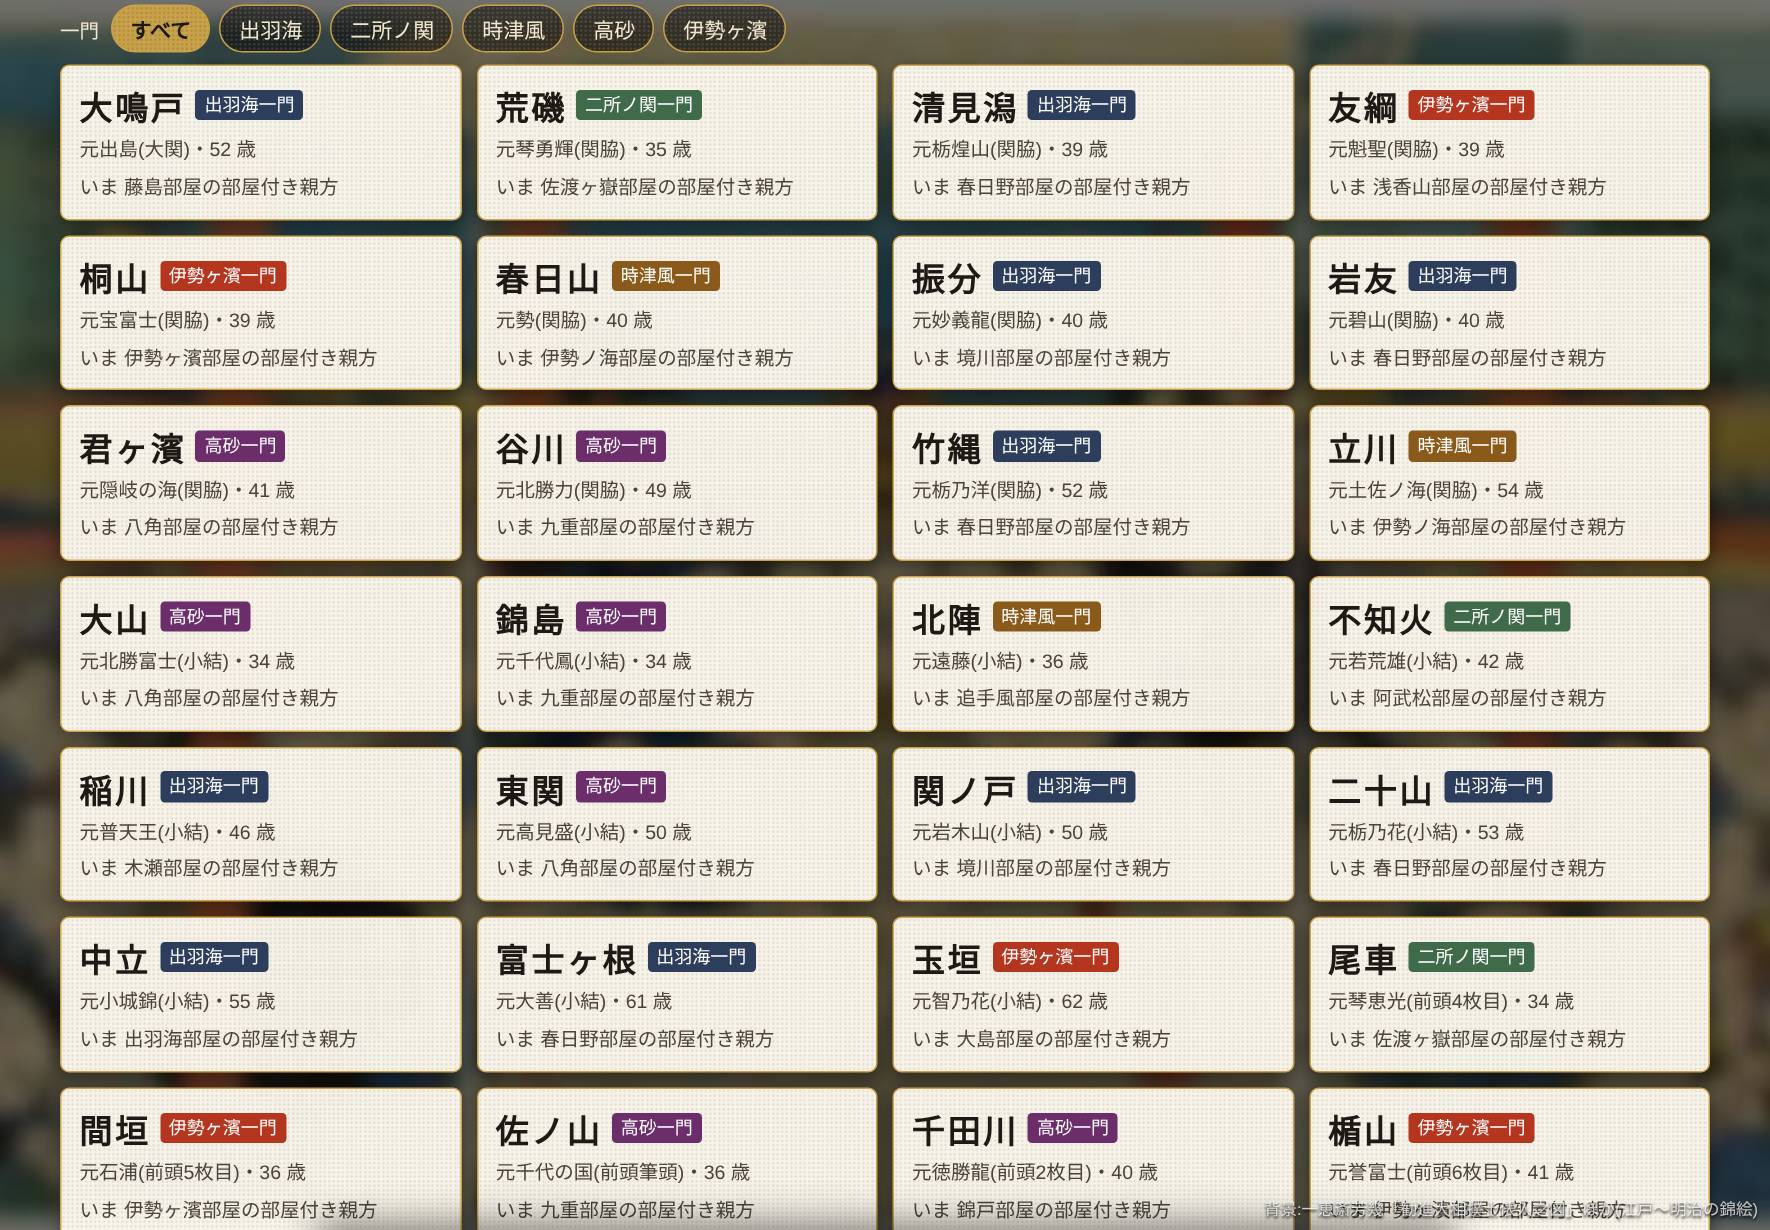 一門 すべて 出羽海 二所ノ関 時津風 高砂 伊勢ヶ濱
大鳴戸 出羽海一門
元出島(大関)・52 歳
いま 藤島部屋の部屋付き親方
荒磯 二所ノ関一門
元琴勇輝(関脇)・35 歳
いま 佐渡ヶ嶽部屋の部屋付き親方
清見潟 出羽海一門
元栃煌山(関脇)・39 歳
いま 春日野部屋の部屋付き親方
友綱 伊勢ヶ濱一門
元魁聖(関脇)・39 歳
いま 浅香山部屋の部屋付き親方
桐山 伊勢ヶ濱一門
元宝富士(関脇)・39 歳
いま 伊勢ヶ濱部屋の部屋付き親方
春日山 時津風一門
元勢(関脇)・40 歳
いま 伊勢ノ海部屋の部屋付き親方
振分 出羽海一門
元妙義龍(関脇)・40 歳
いま 境川部屋の部屋付き親方
岩友 出羽海一門
元碧山(関脇)・40 歳
いま 春日野部屋の部屋付き親方
君ヶ濱 高砂一門
元隠岐の海(関脇)・41 歳
いま 八角部屋の部屋付き親方
谷川 高砂一門
元北勝力(関脇)・49 歳
いま 九重部屋の部屋付き親方
竹縄 出羽海一門
元栃乃洋(関脇)・52 歳
いま 春日野部屋の部屋付き親方
立川 時津風一門
元土佐ノ海(関脇)・54 歳
いま 伊勢ノ海部屋の部屋付き親方
大山 高砂一門
元北勝富士(小結)・34 歳
いま 八角部屋の部屋付き親方
錦島 高砂一門
元千代鳳(小結)・34 歳
いま 九重部屋の部屋付き親方
北陣 時津風一門
元遠藤(小結)・36 歳
いま 追手風部屋の部屋付き親方
不知火 二所ノ関一門
元若荒雄(小結)・42 歳
いま 阿武松部屋の部屋付き親方
稲川 出羽海一門
元普天王(小結)・46 歳
いま 木瀬部屋の部屋付き親方
東関 高砂一門
元高見盛(小結)・50 歳
いま 八角部屋の部屋付き親方
関ノ戸 出羽海一門
元岩木山(小結)・50 歳
いま 境川部屋の部屋付き親方
二十山 出羽海一門
元栃乃花(小結)・53 歳
いま 春日野部屋の部屋付き親方
中立 出羽海一門
元小城錦(小結)・55 歳
いま 出羽海部屋の部屋付き親方
富士ヶ根 出羽海一門
元大善(小結)・61 歳
いま 春日野部屋の部屋付き親方
玉垣 伊勢ヶ濱一門
元智乃花(小結)・62 歳
いま 大島部屋の部屋付き親方
尾車 二所ノ関一門
元琴恵光(前頭4枚目)・34 歳
いま 佐渡ヶ嶽部屋の部屋付き親方
間垣 伊勢ヶ濱一門
元石浦(前頭5枚目)・36 歳
いま 伊勢ヶ濱部屋の部屋付き親方
佐ノ山 高砂一門
元千代の国(前頭筆頭)・36 歳
いま 九重部屋の部屋付き親方
千田川 高砂一門
元徳勝龍(前頭2枚目)・40 歳
いま 錦戸部屋の部屋付き親方
楯山 伊勢ヶ濱一門
元誉富士(前頭6枚目)・41 歳
いま 伊勢ヶ濱部屋の部屋付き親方
背景:一 江戸〜明治の錦絵)